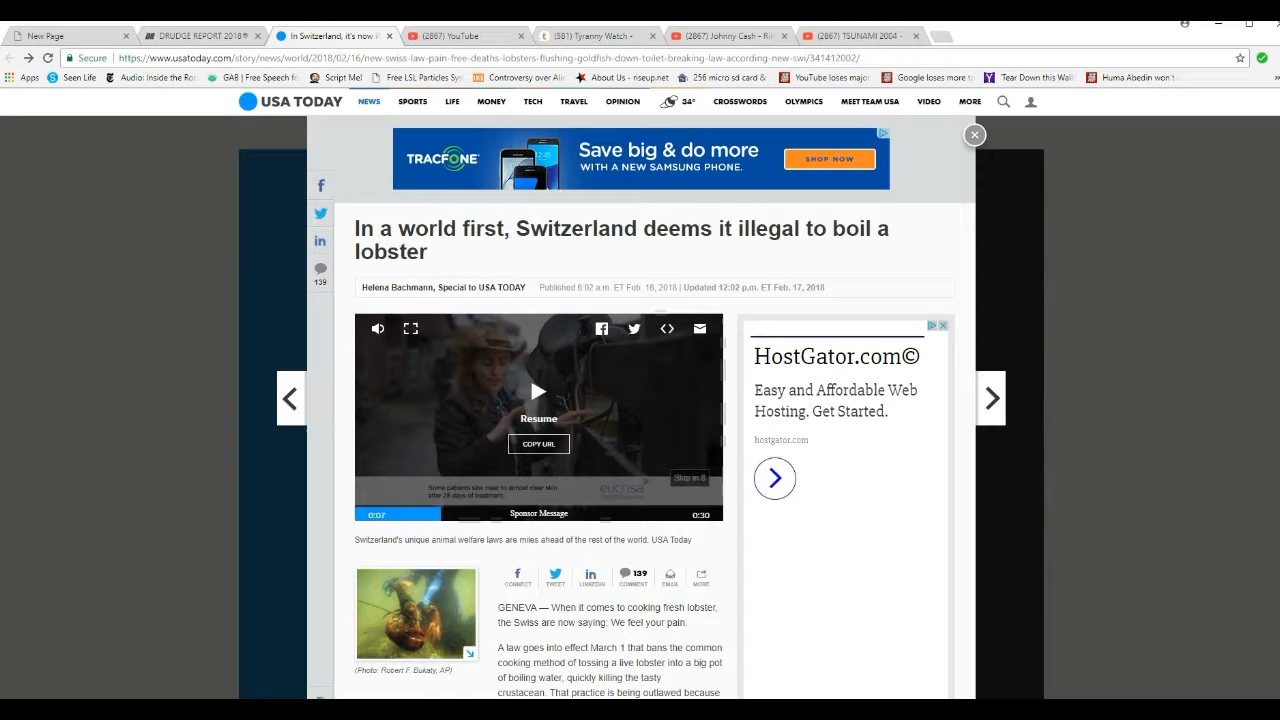 New Page
DRUDGE REPORT 2018®
In Switzerland, it's now i
(2867) YouTube
(581) Tyranny Watch -
(2867) Johnny Cash - Rin
(2867) TSUNAMI 2004 -
Secure
https://www.usatoday.com/story/news/world/2018/02/16/new-swiss-law-pain-free-deaths-lobsters-flushing-goldfish-down-toilet-breaking-law-according-new-swi/341412002/
Apps
Seen Life
Audio: Inside the Ro
GAB | Free Speech fo
Script Me!
Free LSL Particle Sys
Controversy over Ali
About Us - riseup.net
256 micro sd card &
YouTube loses major
Google loses more to
Tear Down this Wall
Huma Abedin won't
USA TODAY
NEWS
SPORTS
LIFE
MONEY
TECH
TRAVEL
OPINION
34°
CROSSWORDS
OLYMPICS
MEET TEAM USA
VIDEO
MORE
TRACFONE
Save big & do more
WITH A NEW SAMSUNG PHONE.
SHOP NOW
139
In a world first, Switzerland deems it illegal to boil a
lobster
Helena Bachmann, Special to USA TODAY
Published 6:02 a.m. ET Feb. 16, 2018 | Updated 12:02 p.m. ET Feb. 17, 2018
Resume
COPY URL
Skip in 8
Some patients saw clear to almost clear skin
after 28 days of treatment.
eucrisa
0:07
Sponsor Message
0:30
HostGator.com©
Easy and Affordable Web
Hosting. Get Started.
hostgator.com
Switzerland's unique animal welfare laws are miles ahead of the rest of the world. USA Today
CONNECT
TWEET
LINKEDIN
139
COMMENT
EMAIL
MORE
(Photo: Robert F. Bukaty, AP)
GENEVA — When it comes to cooking fresh lobster,
the Swiss are now saying: We feel your pain.
A law goes into effect March 1 that bans the common
cooking method of tossing a live lobster into a big pot
of boiling water, quickly killing the tasty
crustacean. That practice is being outlawed because